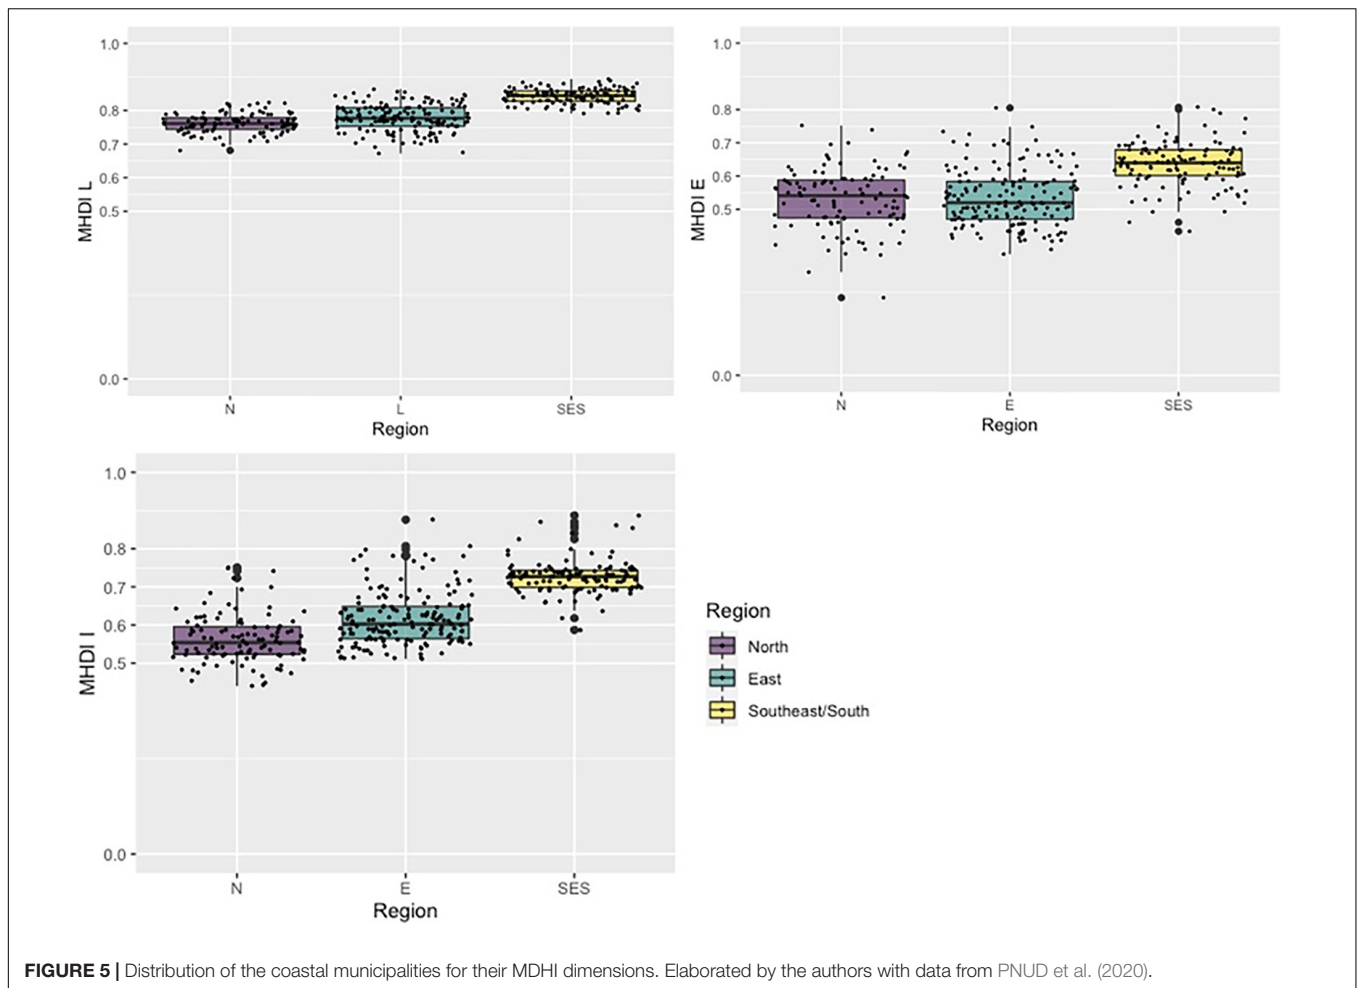 1.0
0.8
0.7
0.6
0.5
0.0
MHDI L
N L SES
Region
1.0
0.8
0.7
0.6
0.5
0.0
MHDI E
N E SES
Region
1.0
0.8
0.7
0.6
0.5
0.0
MHDI I
N E SES
Region
Region
North
East
Southeast/South
FIGURE 5 | Distribution of the coastal municipalities for their MDHI dimensions. Elaborated by the authors with data from PNUD et al. (2020).